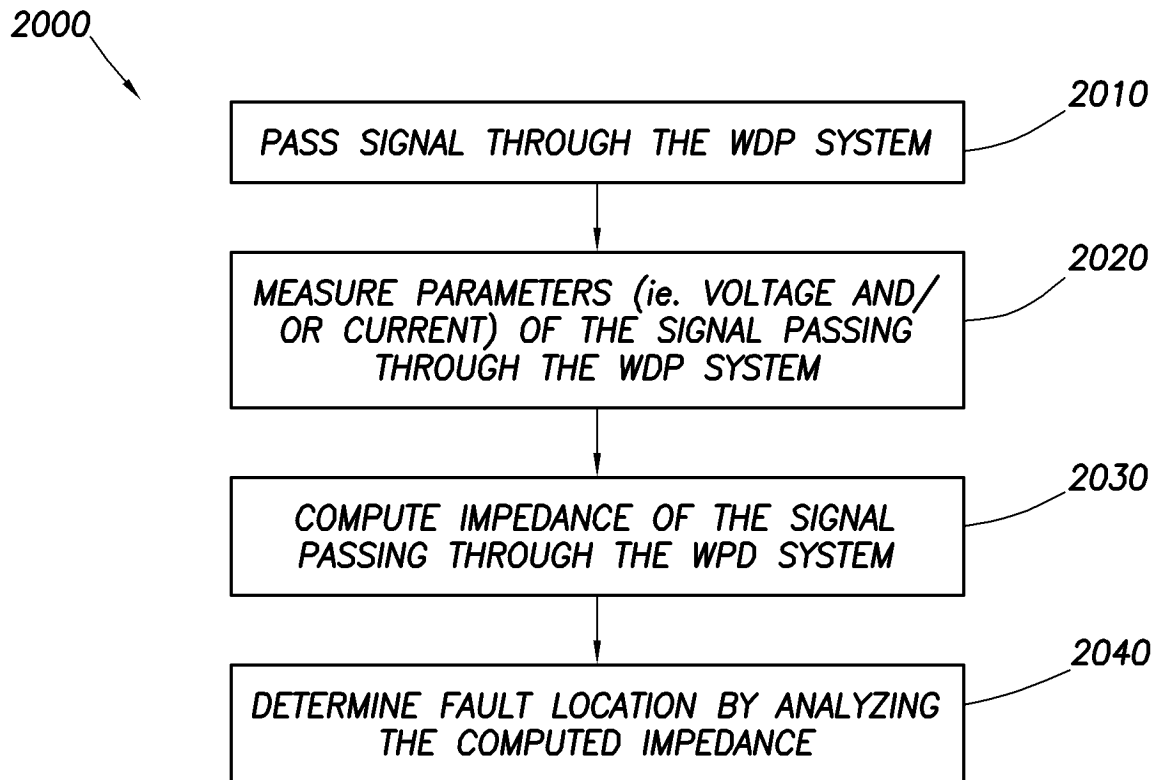 2000
2010
PASS SIGNAL THROUGH THE WDP SYSTEM
2020
MEASURE PARAMETERS (ie. VOLTAGE AND/
OR CURRENT) OF THE SIGNAL PASSING
THROUGH THE WDP SYSTEM
2030
COMPUTE IMPEDANCE OF THE SIGNAL
PASSING THROUGH THE WPD SYSTEM
2040
DETERMINE FAULT LOCATION BY ANALYZING
THE COMPUTED IMPEDANCE